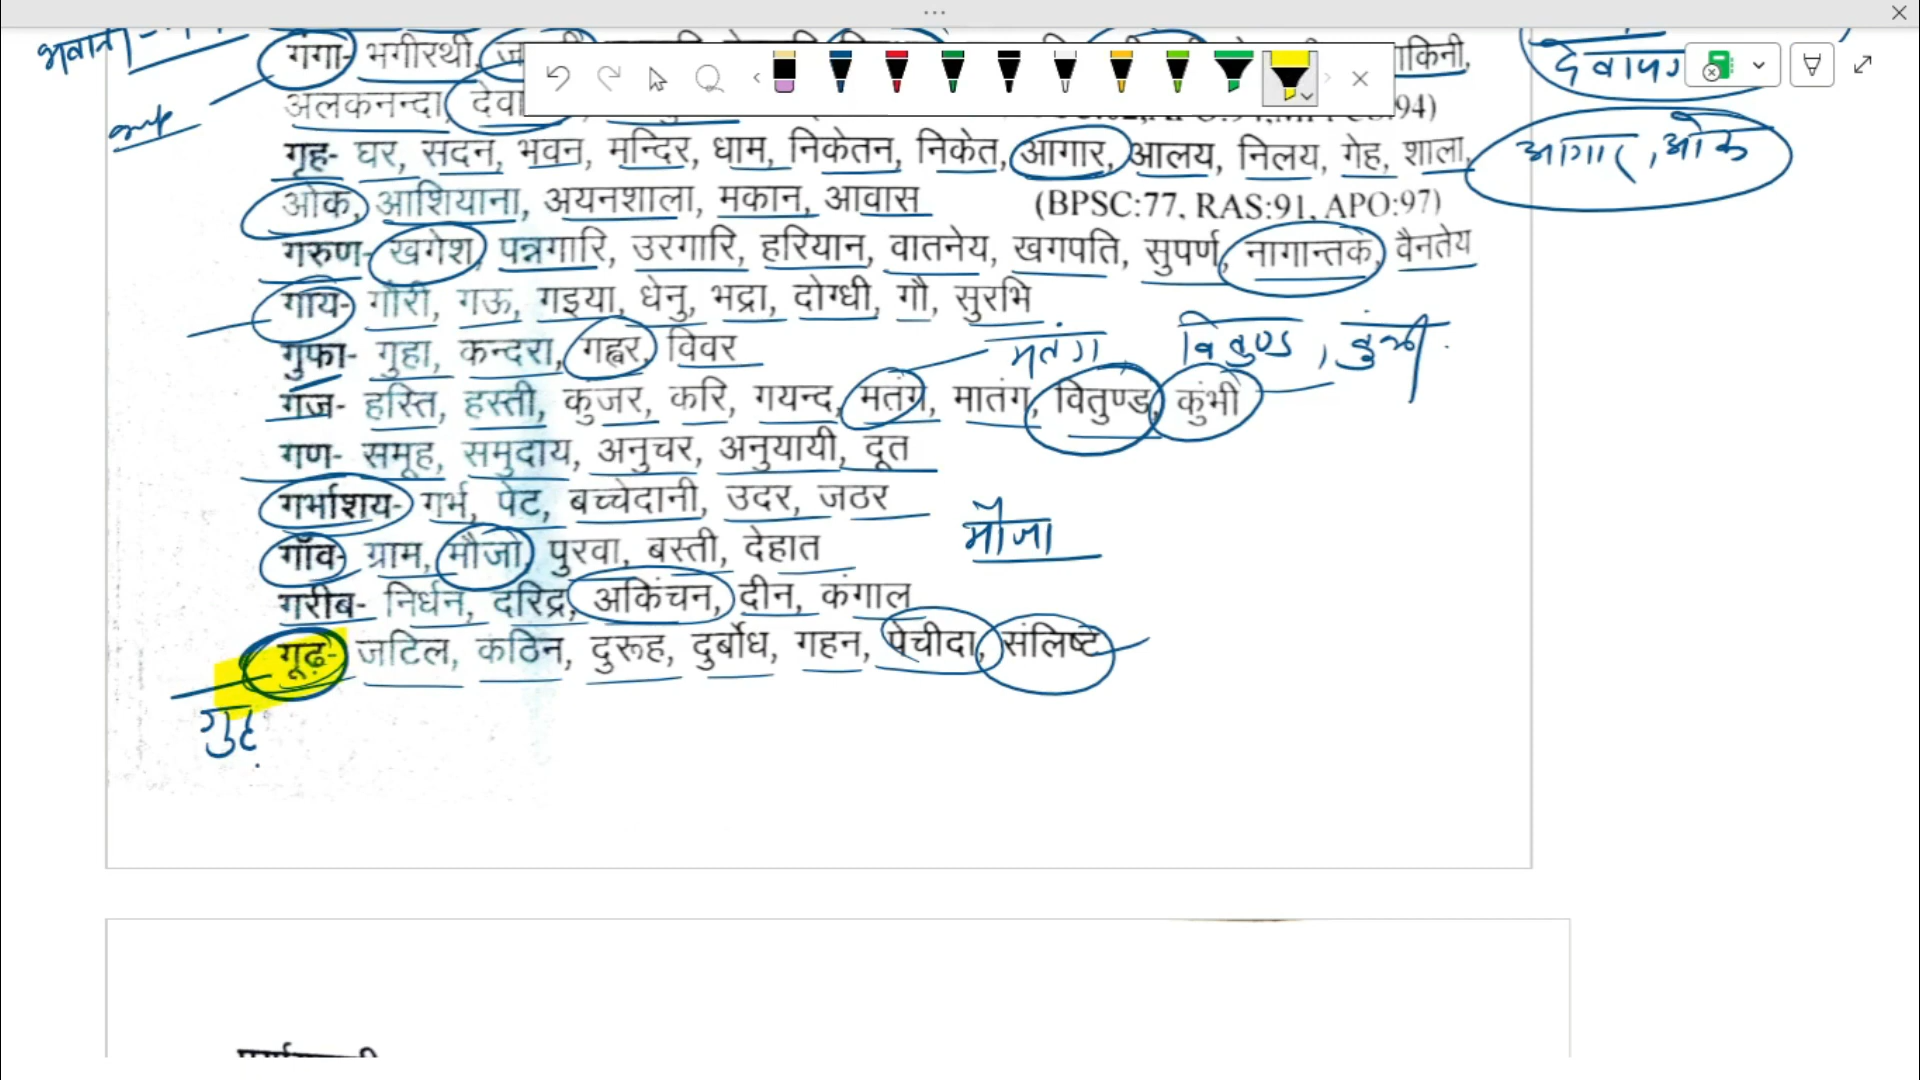 गंगा- भगीरथी, ाकिनी,
अलकनन्दा, देवा 94)
देवापगा
गृह- घर, सदन, भवन, मन्दिर, धाम, निकेतन, निकेत, आगार, आलय, निलय, गेह, शाला,
आगार, ओक
ओक, आशियाना, अयनशाला, मकान, आवास (BPSC:77, RAS:91, APO:97)
गरुण- खगेश, पन्नगारि, उरगारि, हरियान, वातनेय, खगपति, सुपर्ण, नागान्तक, वैनतेय
गाय- गौरी, गऊ, गइया, धेनु, भद्रा, दोग्धी, गौ, सुरभि
गुफा- गुहा, कन्दरा, गह्वर, विवर
मतंग वितुण्ड, कुंभी
गज- हस्ति, हस्ती, कुंजर, करि, गयन्द, मतंग, मातंग, वितुण्ड, कुंभी
गण- समूह, समुदाय, अनुचर, अनुयायी, दूत
गर्भाशय- गर्भ, पेट, बच्चेदानी, उदर, जठर
गाँव- ग्राम, मौजा, पुरवा, बस्ती, देहात
मौजा
गरीब- निर्धन, दरिद्र, अकिंचन, दीन, कंगाल
गूढ़- जटिल, कठिन, दुरूह, दुर्बोध, गहन, पेचीदा, संलिष्ट